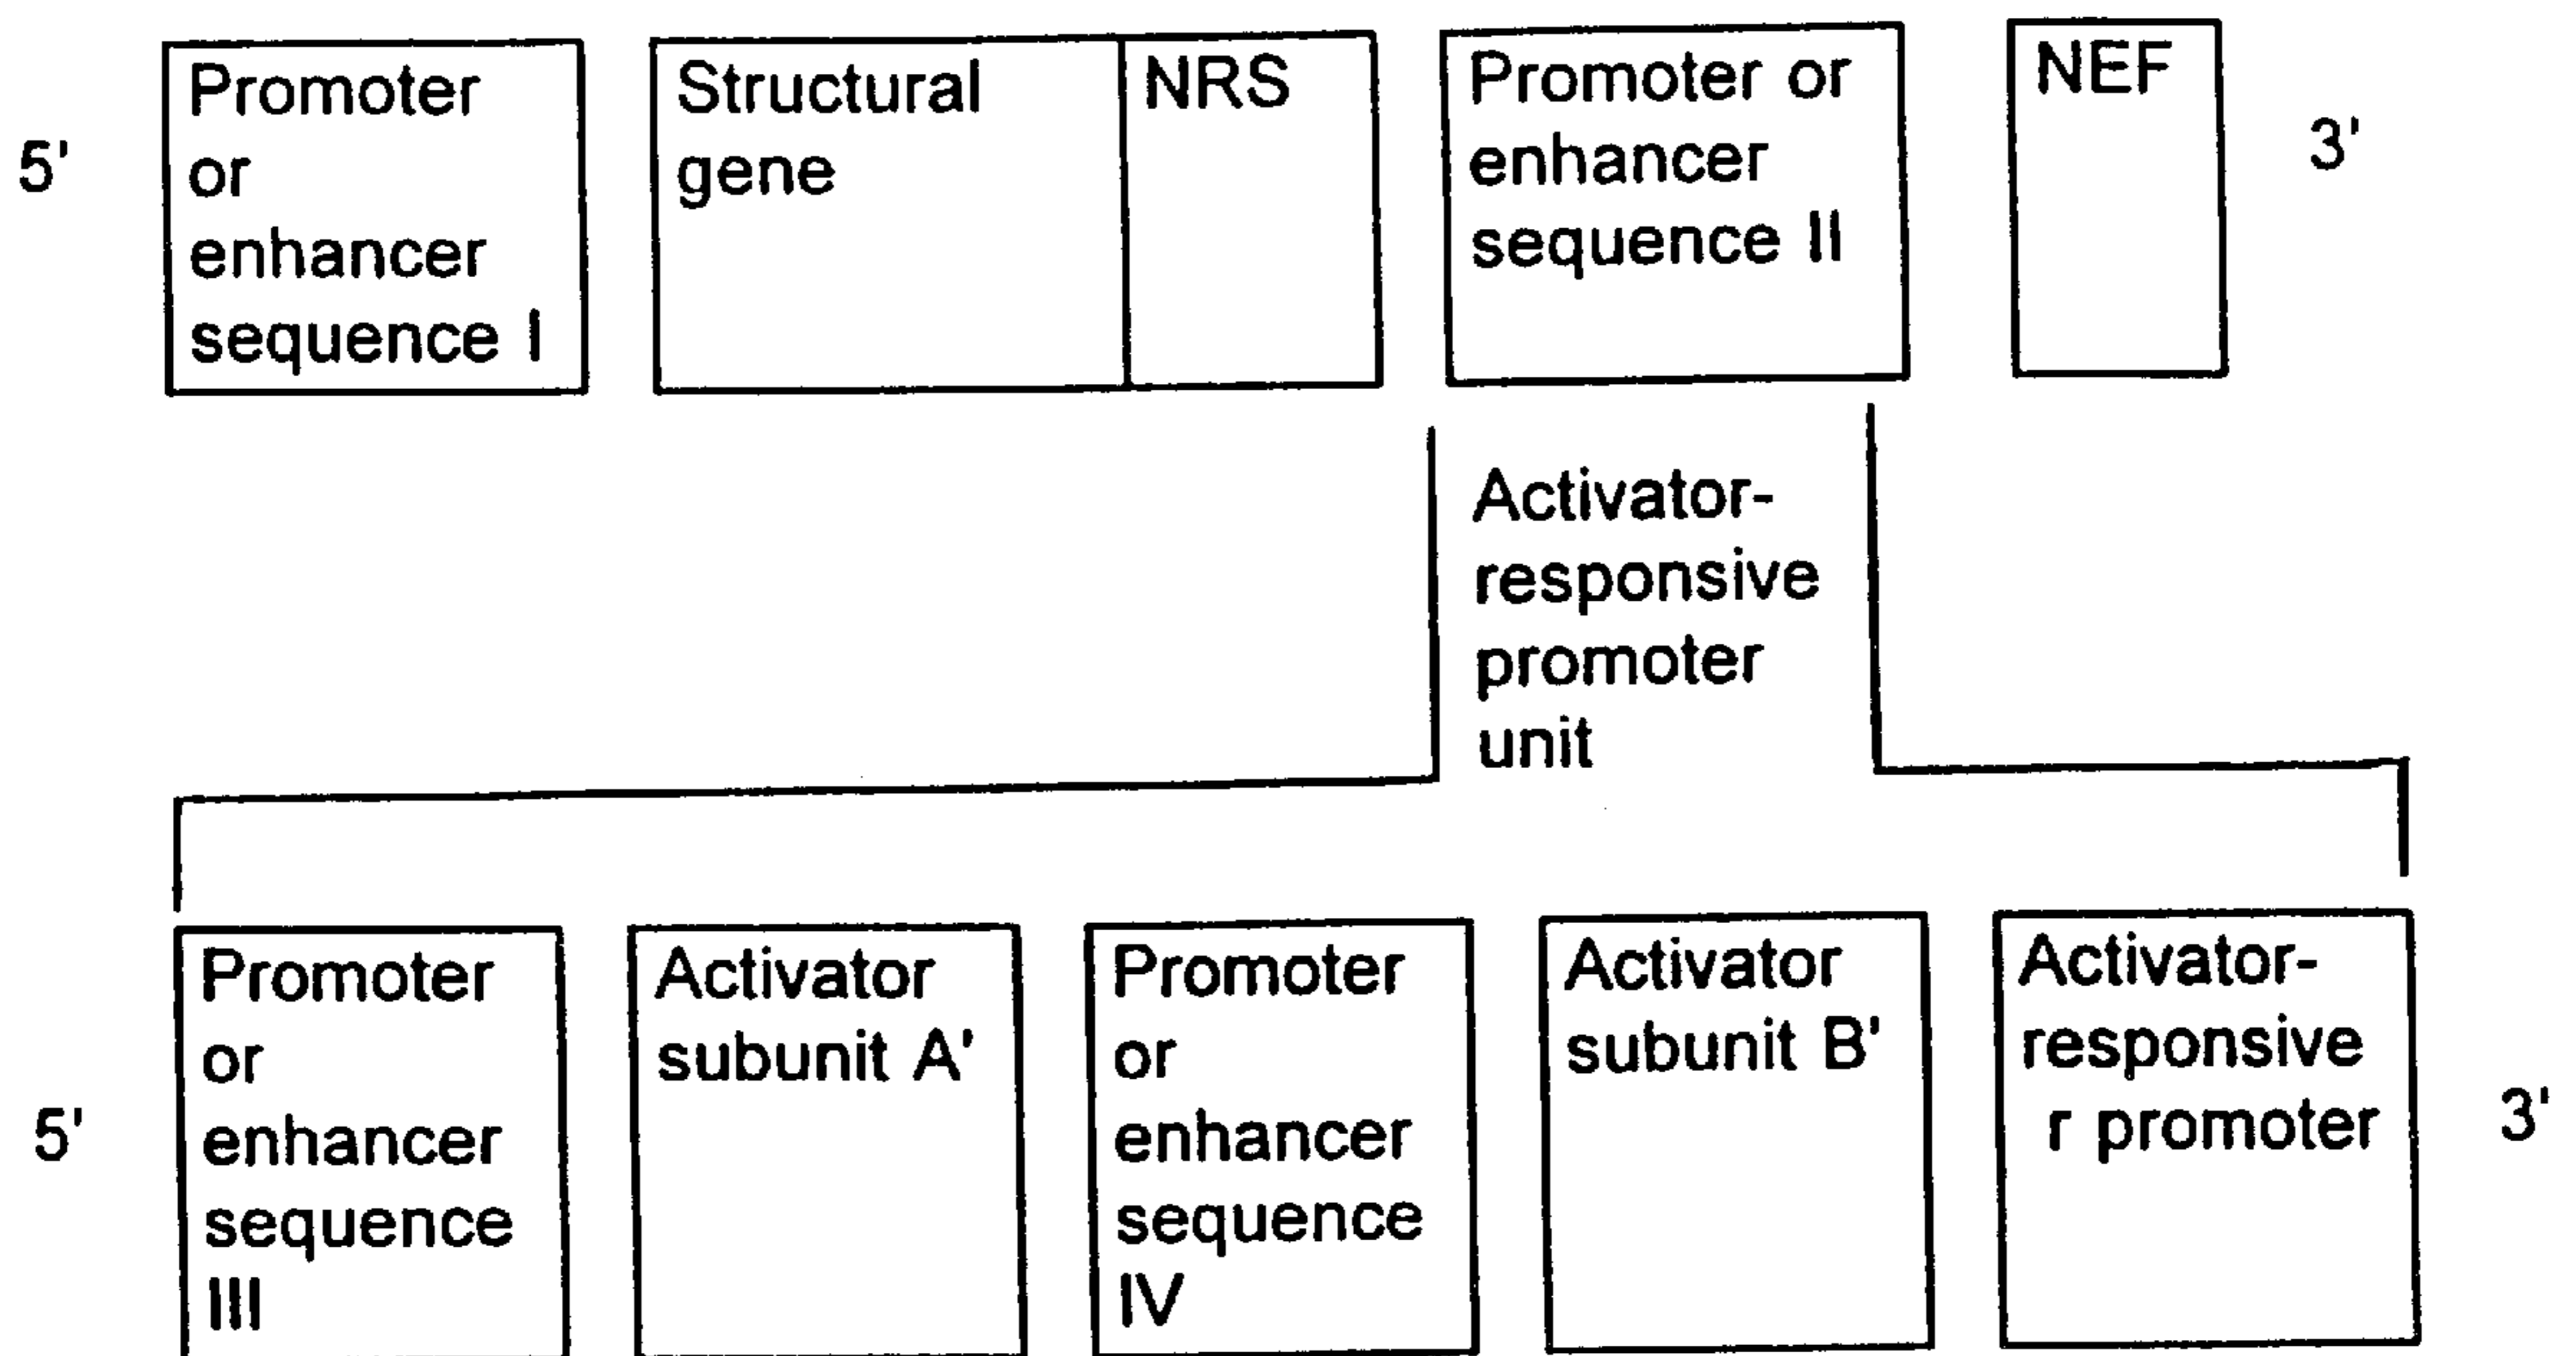 5'
Promoter
or
enhancer
sequence I
Structural
gene
NRS
Promoter or
enhancer
sequence II
NEF
3'
Activator-
responsive
promoter
unit
5'
Promoter
or
enhancer
sequence
III
Activator
subunit A'
Promoter
or
enhancer
sequence
IV
Activator
subunit B'
Activator-
responsive
r promoter
3'